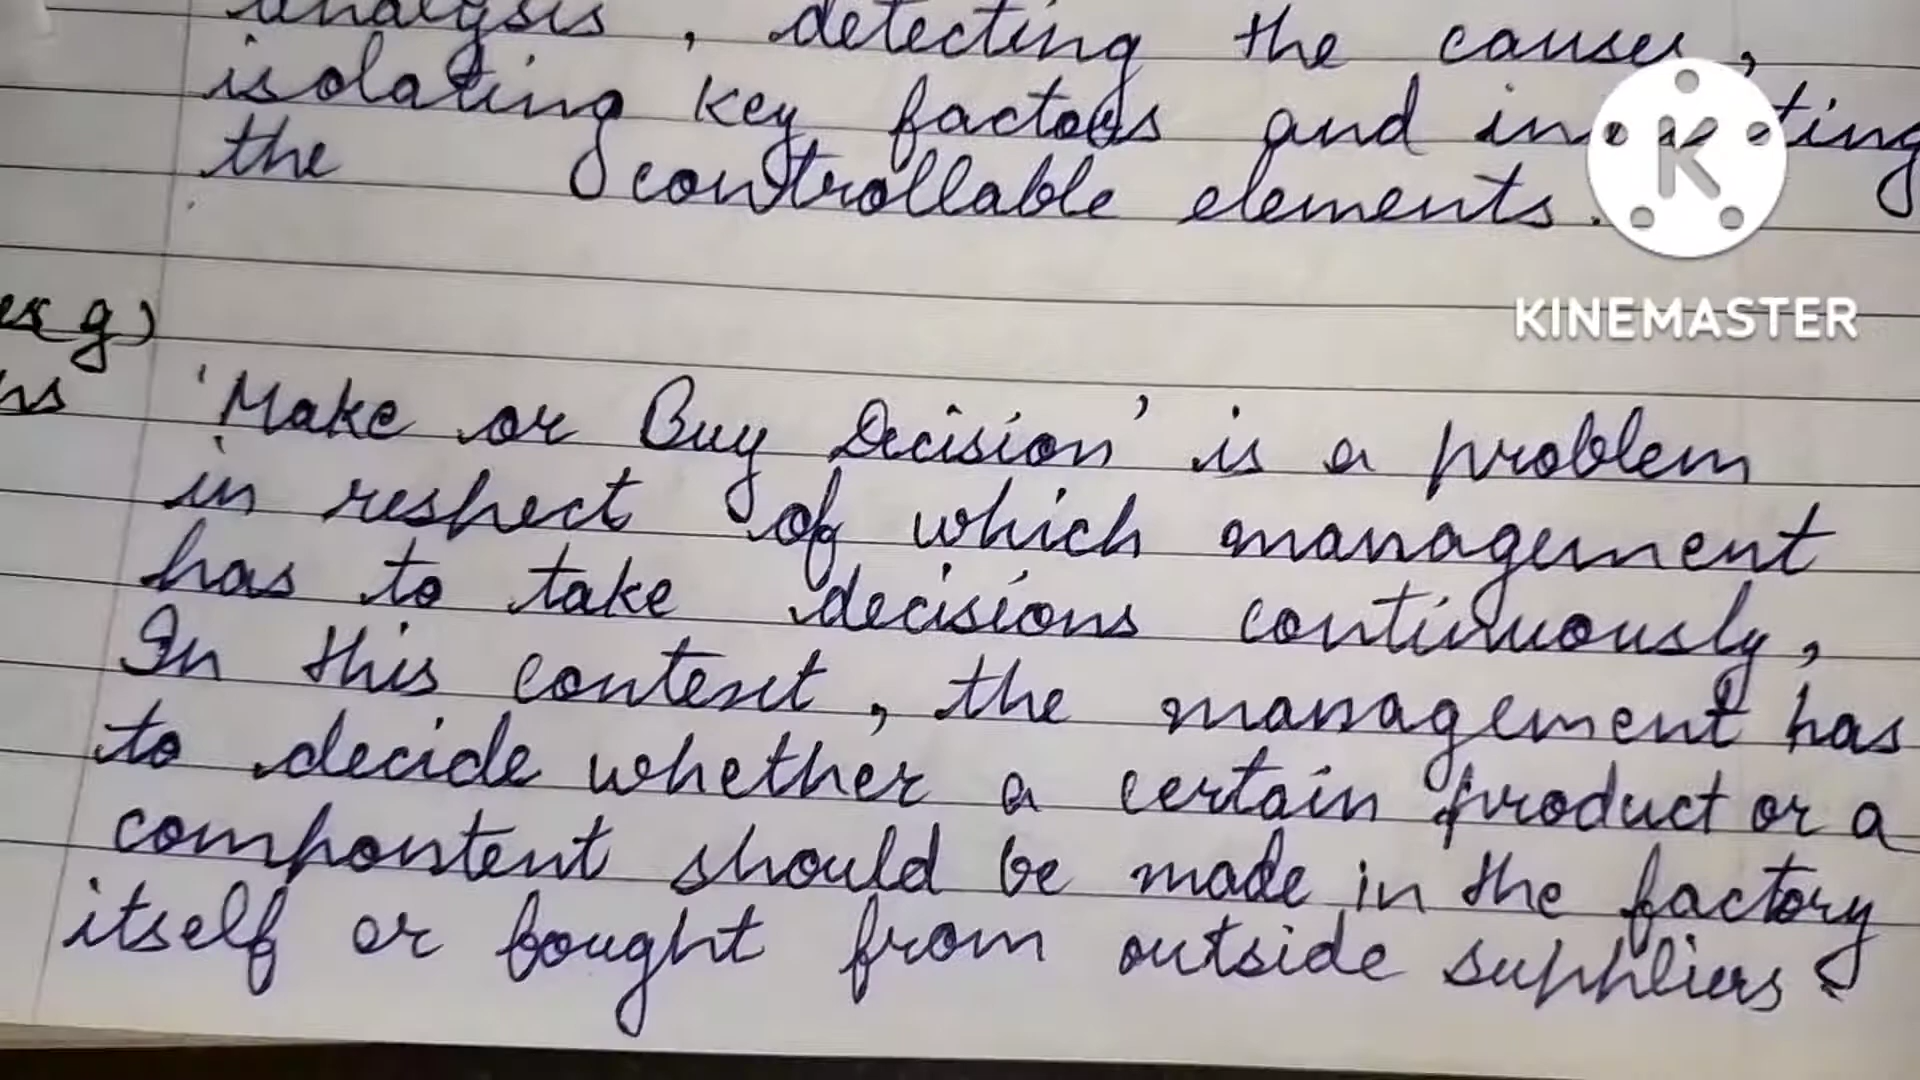 analysis, detecting the causes,
isolating key factors and ting
the controllable elements.
KINEMASTER
g)
ns 'Make or Buy Decision' is a problem
in respect of which management
has to take decisions continuously,
In this context, the management has
to decide whether a certain product or a
compontent should be made in the factory
itself or bought from outside suppliers.